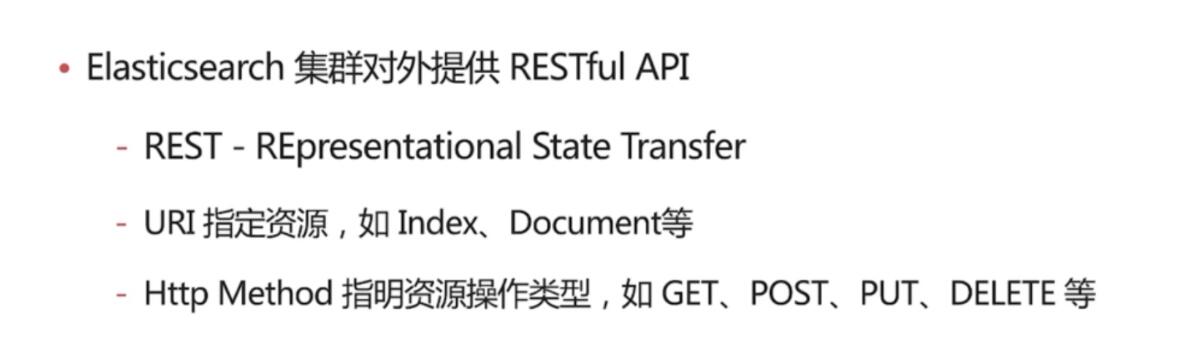 • Elasticsearch 集群对外提供 RESTful API
- REST - REpresentational State Transfer
- URI 指定资源，如 Index、Document等
- Http Method 指明资源操作类型，如 GET、POST、PUT、DELETE 等